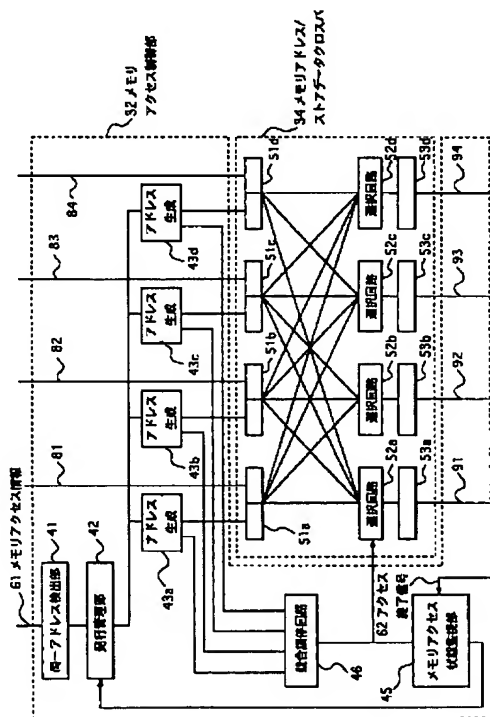 61 メモリアクセス情報
41
同一アドレス検出部
42
発行管理部
81
82
83
84
32 メモリ
アクセス制御部
アドレス
生成
43a
アドレス
生成
43b
アドレス
生成
43c
アドレス
生成
43d
34 メモリアドレス/
ストアデータクロスバ
51a
51b
51c
51d
競合調停回路
46
選択回路
52a
選択回路
52b
選択回路
52c
選択回路
52d
53a
53b
53c
53d
62 アクセス
終了信号
メモリアクセス
状態監視部
45
91
92
93
94